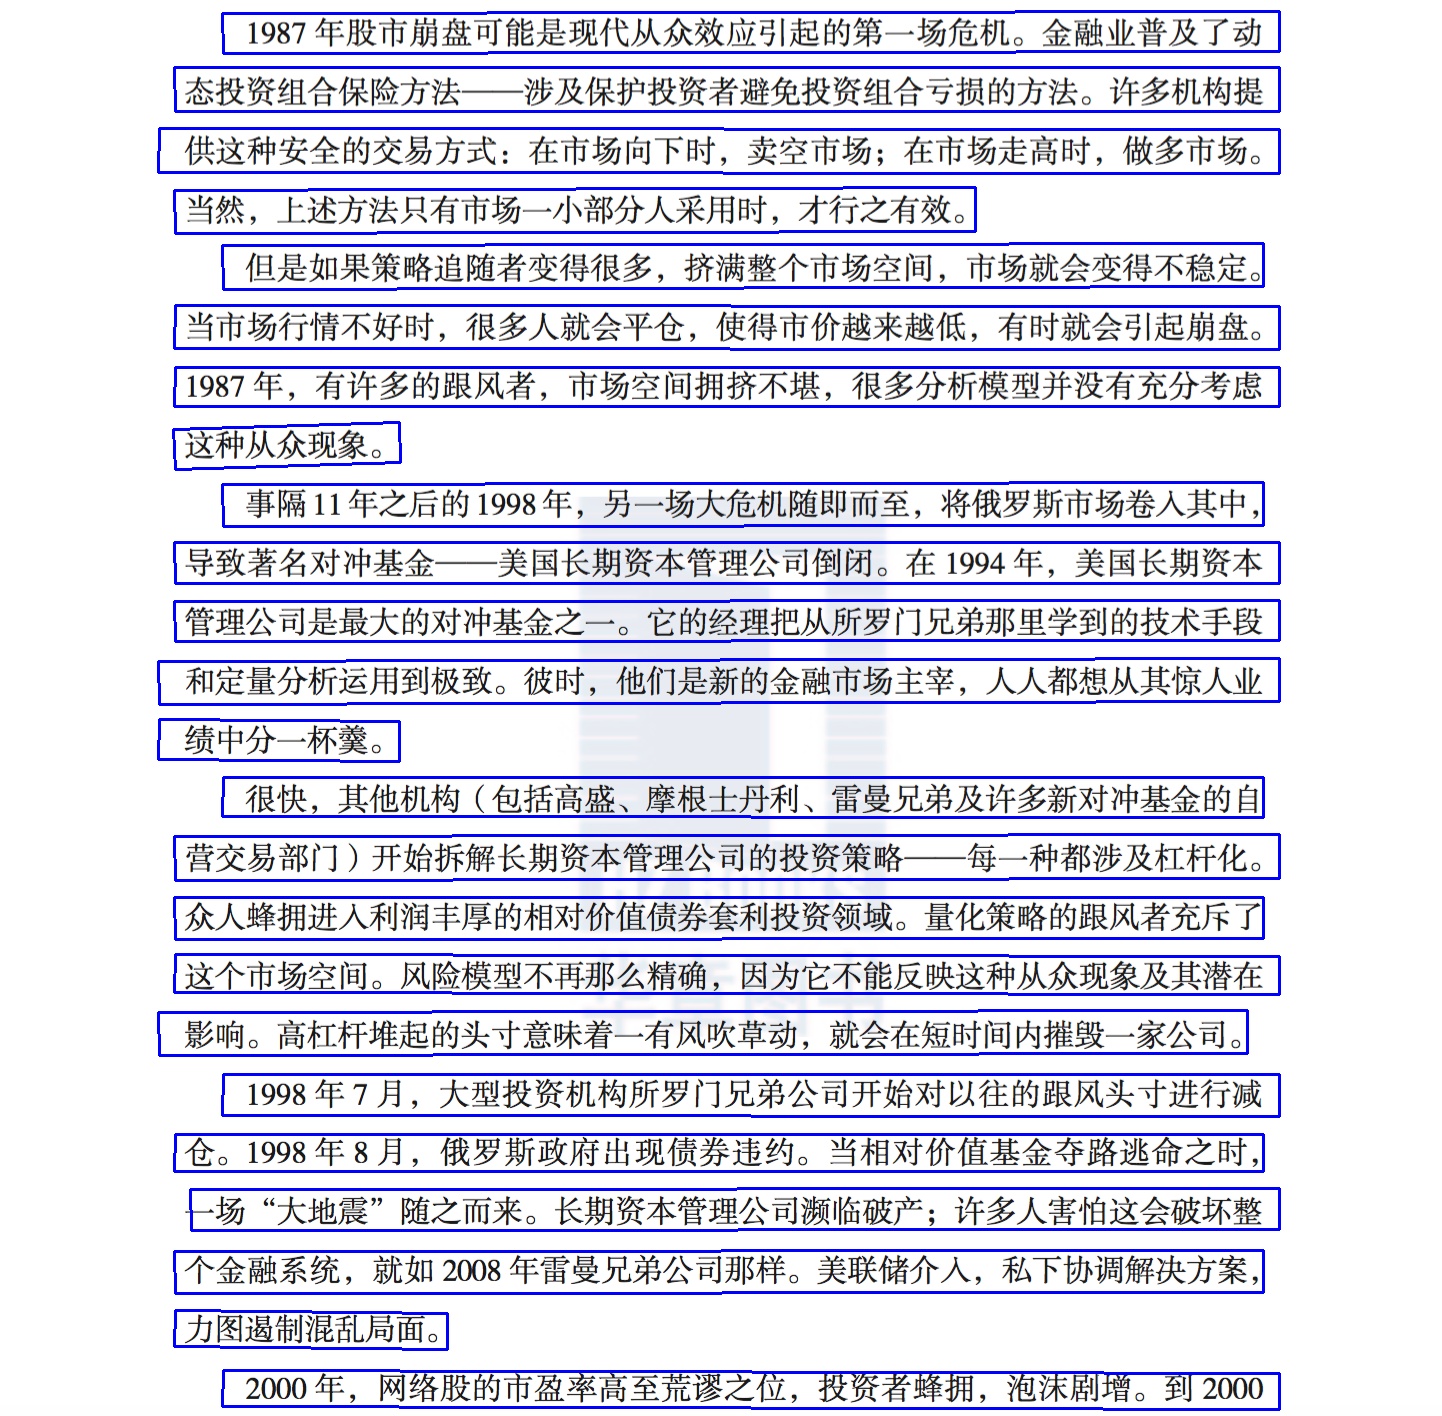 1987 年股市崩盘可能是现代从众效应引起的第一场危机。金融业普及了动
态投资组合保险方法——涉及保护投资者避免投资组合亏损的方法。许多机构提
供这种安全的交易方式：在市场向下时，卖空市场；在市场走高时，做多市场。
当然，上述方法只有市场一小部分人采用时，才行之有效。
但是如果策略追随者变得很多，挤满整个市场空间，市场就会变得不稳定。
当市场行情不好时，很多人就会平仓，使得市价越来越低，有时就会引起崩盘。
1987 年，有许多的跟风者，市场空间拥挤不堪，很多分析模型并没有充分考虑
这种从众现象。
事隔 11 年之后的 1998 年，另一场大危机随即而至，将俄罗斯市场卷入其中，
导致著名对冲基金——美国长期资本管理公司倒闭。在 1994 年，美国长期资本
管理公司是最大的对冲基金之一。它的经理把从所罗门兄弟那里学到的技术手段
和定量分析运用到极致。彼时，他们是新的金融市场主宰，人人都想从其惊人业
绩中分一杯羹。
很快，其他机构（包括高盛、摩根士丹利、雷曼兄弟及许多新对冲基金的自
营交易部门）开始拆解长期资本管理公司的投资策略——每一种都涉及杠杆化。
众人蜂拥进入利润丰厚的相对价值债券套利投资领域。量化策略的跟风者充斥了
这个市场空间。风险模型不再那么精确，因为它不能反映这种从众现象及其潜在
影响。高杠杆堆起的头寸意味着一有风吹草动，就会在短时间内摧毁一家公司。
1998 年 7 月，大型投资机构所罗门兄弟公司开始对以往的跟风头寸进行减
仓。1998 年 8 月，俄罗斯政府出现债券违约。当相对价值基金夺路逃命之时，
一场“大地震”随之而来。长期资本管理公司濒临破产；许多人害怕这会破坏整
个金融系统，就如 2008 年雷曼兄弟公司那样。美联储介入，私下协调解决方案，
力图遏制混乱局面。
2000 年，网络股的市盈率高至荒谬之位，投资者蜂拥，泡沫剧增。到 2000